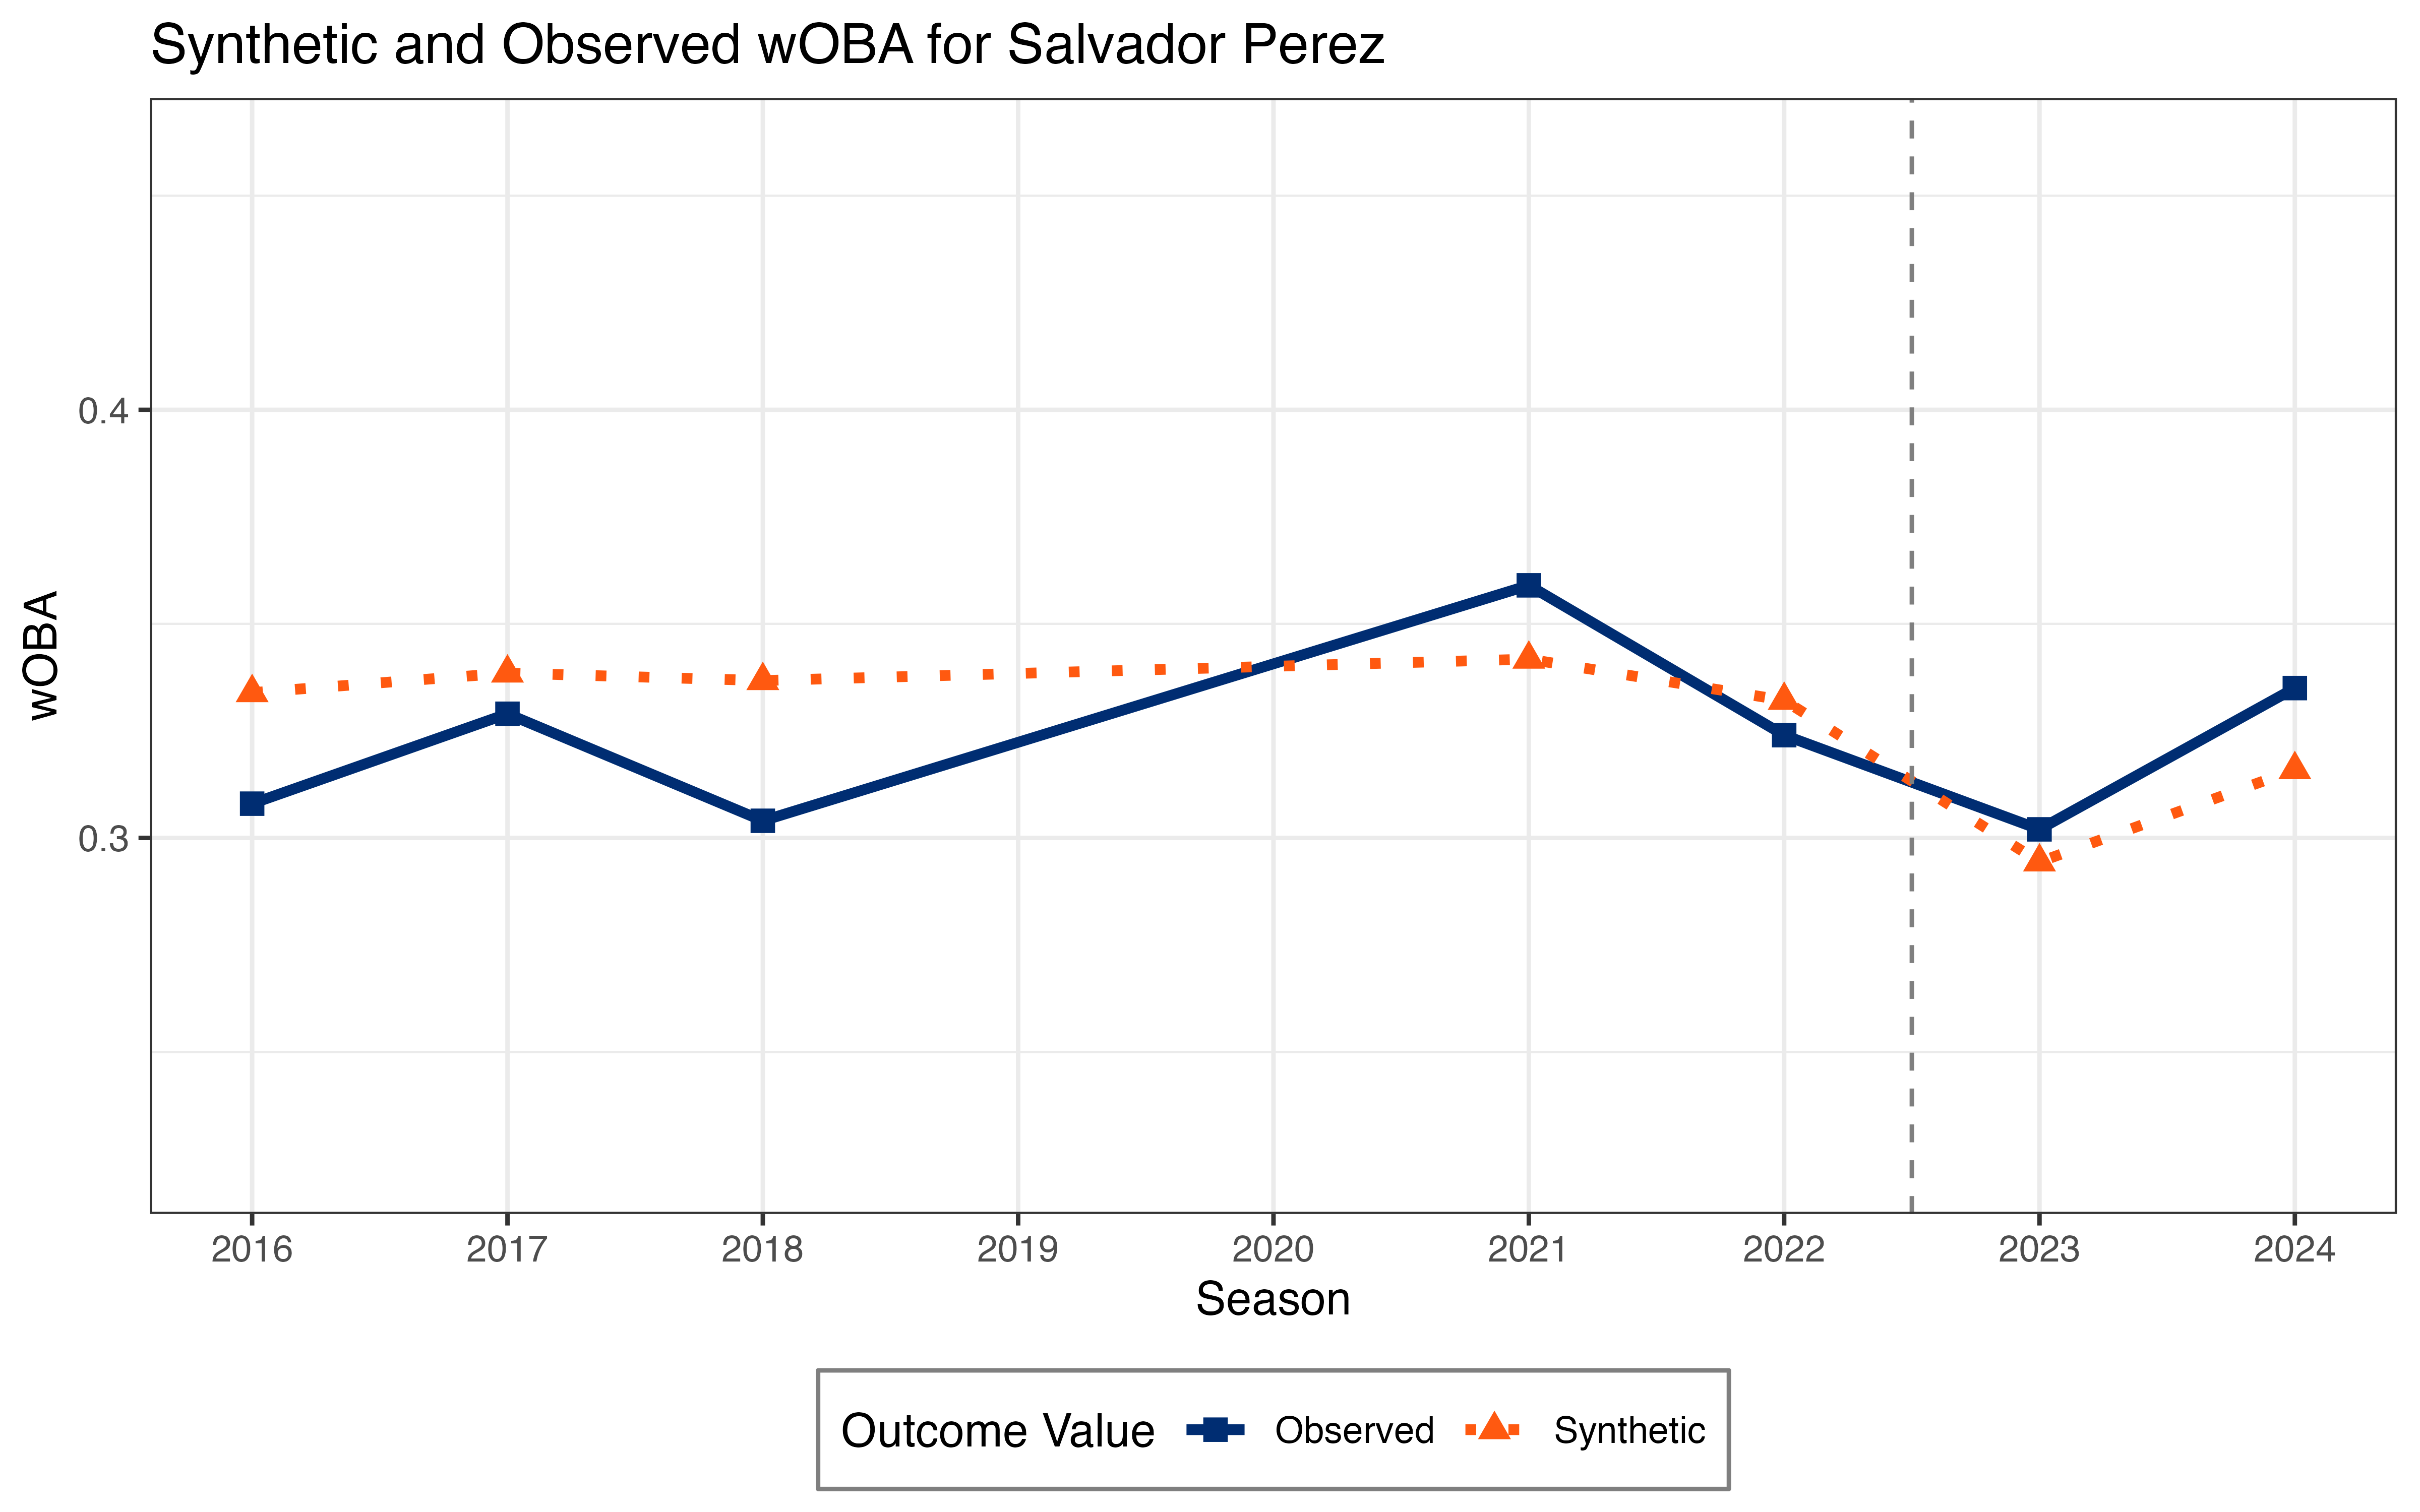 Synthetic and Observed wOBA for Salvador Perez
wOBA
0.4
0.3
2016 2017 2018 2019 2020 2021 2022 2023 2024
Season
Outcome Value Observed Synthetic